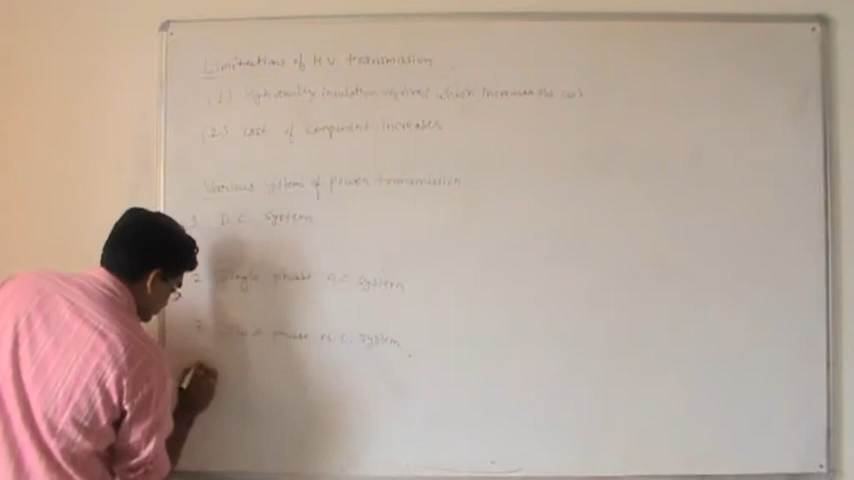 Limitations of H.V. transmission
(1) High quality insulation required which increases the cost
(2) cost of component increases
Various system of power transmission
1 D.C. system
2 single phase A.C. system
3 phase A.C. system